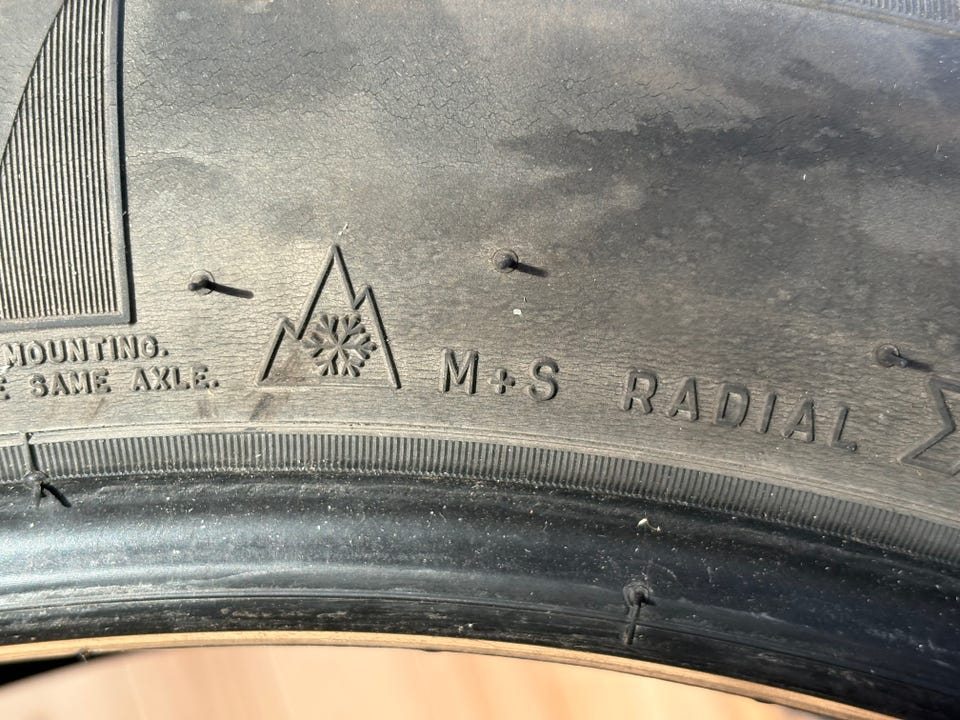 MOUNTING.
SAME AXLE.
M+S RADIAL